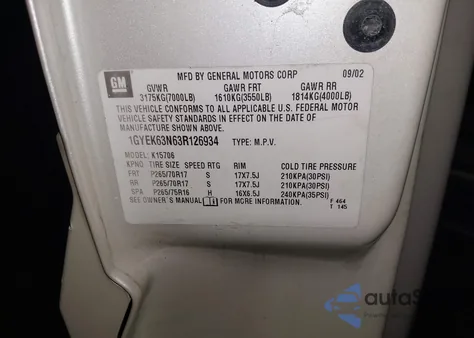 GM
MFD BY GENERAL MOTORS CORP 09/02
GVWR GAWR FRT GAWR RR
3175KG(7000LB) 1610KG(3550LB) 1814KG(4000LB)
THIS VEHICLE CONFORMS TO ALL APPLICABLE U.S. FEDERAL MOTOR
VEHICLE SAFETY STANDARDS IN EFFECT ON THE DATE OF
MANUFACTURE SHOWN ABOVE.
1GYEK63N63R126934 TYPE: M.P.V.
MODEL: K15706
KPNO TIRE SIZE SPEED RTG RIM COLD TIRE PRESSURE
FRT P265/70R17 S 17X7.5J 210KPA(30PSI)
RR P265/70R17 S 17X7.5J 210KPA(30PSI)
SPA P265/75R16 H 16X6.5J 240KPA(35PSI)
SEE OWNER'S MANUAL FOR MORE INFORMATION. F 464
T 145
autoS